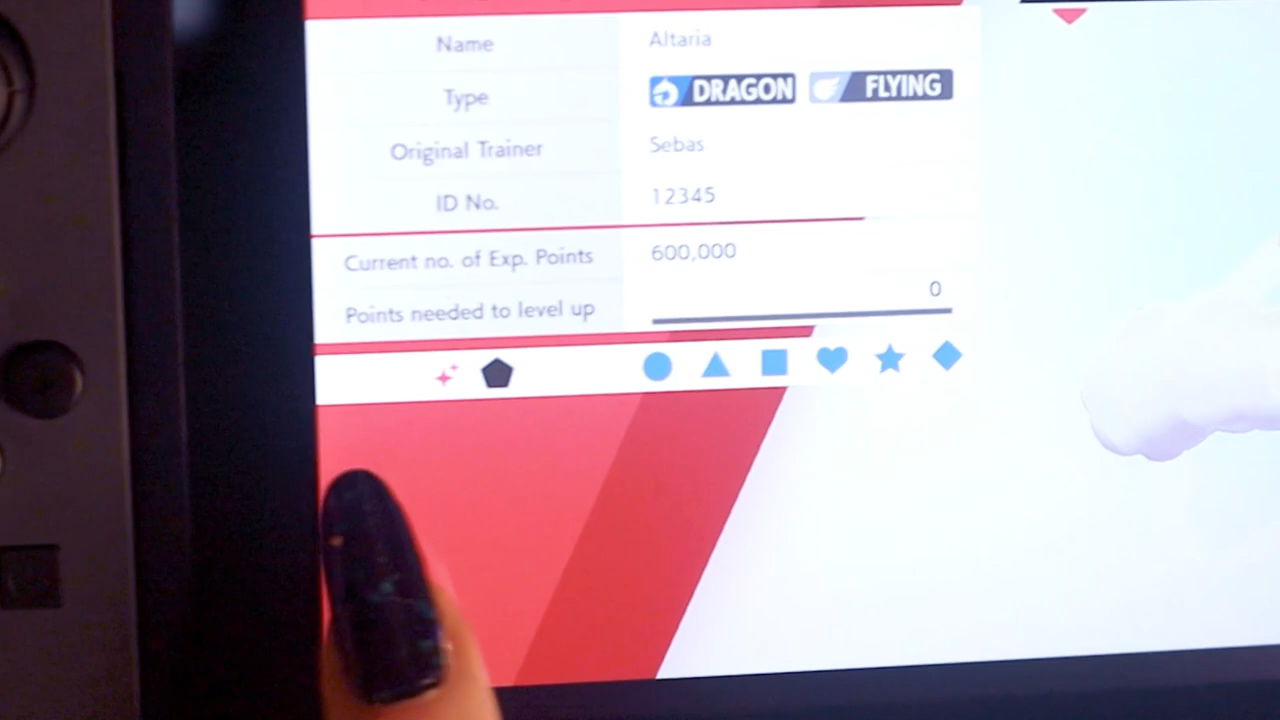 Name Altaria
Type DRAGON FLYING
Original Trainer Sebas
ID No. 12345
Current no. of Exp. Points 600,000
Points needed to level up 0